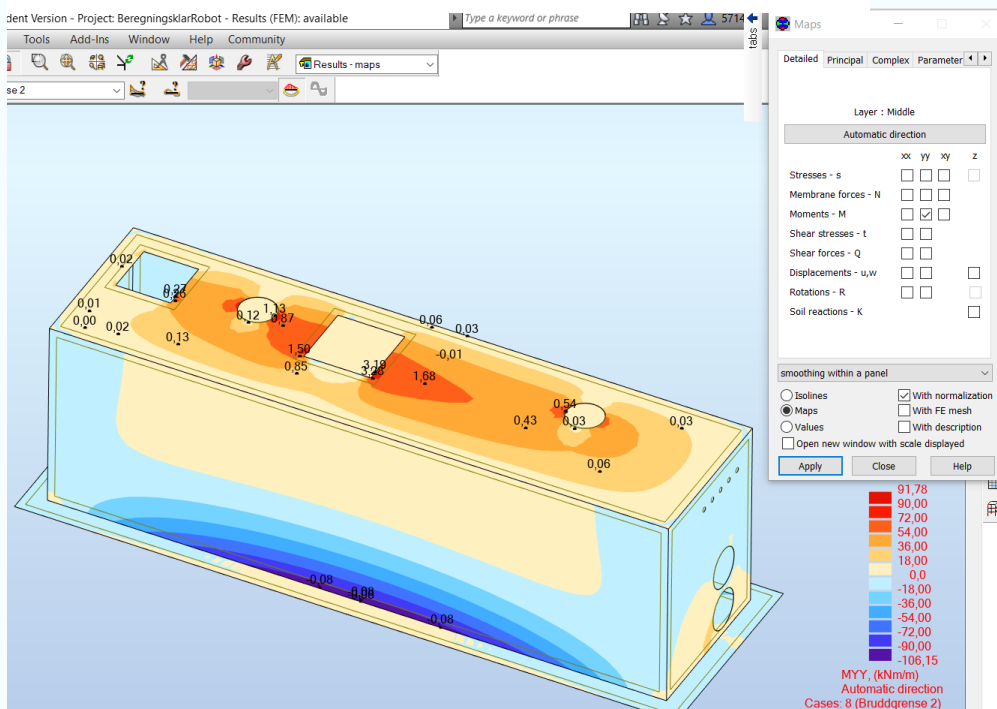 dent Version - Project: BeregningsklarRobot - Results (FEM): available
Type a keyword or phrase
5714
Tools Add-Ins Window Help Community
Results - maps
se 2
tabs
Maps
Detailed Principal Complex Parameter
Layer : Middle
Automatic direction
xx yy xy z
Stresses - s
Membrane forces - N
Moments - M
Shear stresses - t
Shear forces - Q
Displacements - u,w
Rotations - R
Soil reactions - K
smoothing within a panel
Isolines
Maps
Values
With normalization
With FE mesh
With description
Open new window with scale displayed
Apply Close Help
0,02
0,27
0,26
0,01
0,00
0,02
0,13
0,12
1,13
0,87
0,06
0,03
-0,01
1,50
0,85
3,19
3,28
1,68
0,54
0,43
0,03
0,03
0,06
-0,08
-0,08
-0,08
91,78
90,00
72,00
54,00
36,00
18,00
0,0
-18,00
-36,00
-54,00
-72,00
-90,00
-106,15
MYY, (kNm/m)
Automatic direction
Cases: 8 (Bruddgrense 2)